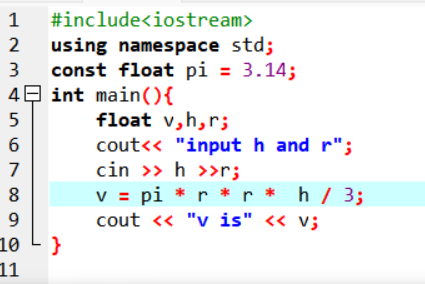 1 #include<iostream>
2 using namespace std;
3 const float pi = 3.14;
4 int main(){
5 float v,h,r;
6 cout<< "input h and r";
7 cin >> h >>r;
8 v = pi * r * r *  h / 3;
9 cout << "v is" << v;
10 }
11